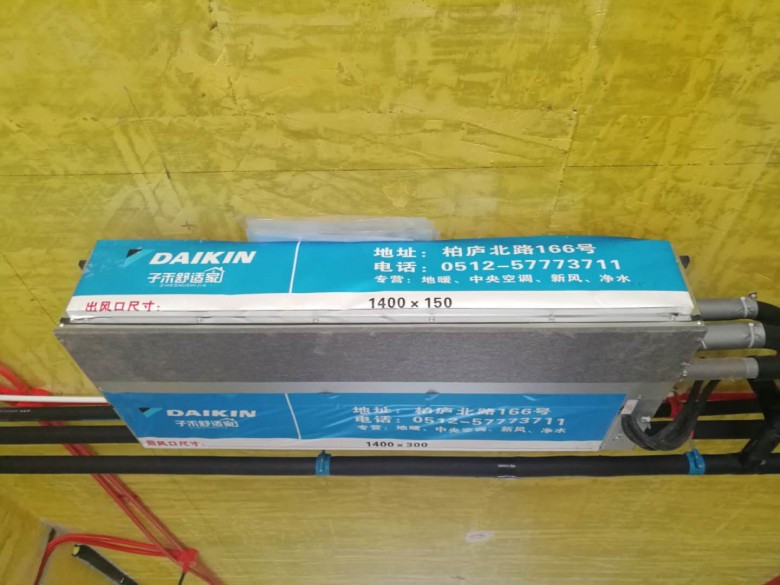 DAIKIN
子禾舒适家
ZIHESHUSHIJIA
地址：柏庐北路166号
电话：0512-57773711
专营：地暖、中央空调、新风、净水
出风口尺寸：
1400×150
DAIKIN
子禾舒适家
地址：柏庐北路166号
电话：0512-57773711
专营：地暖、中央空调、新风、净水
回风口尺寸：
1400×300